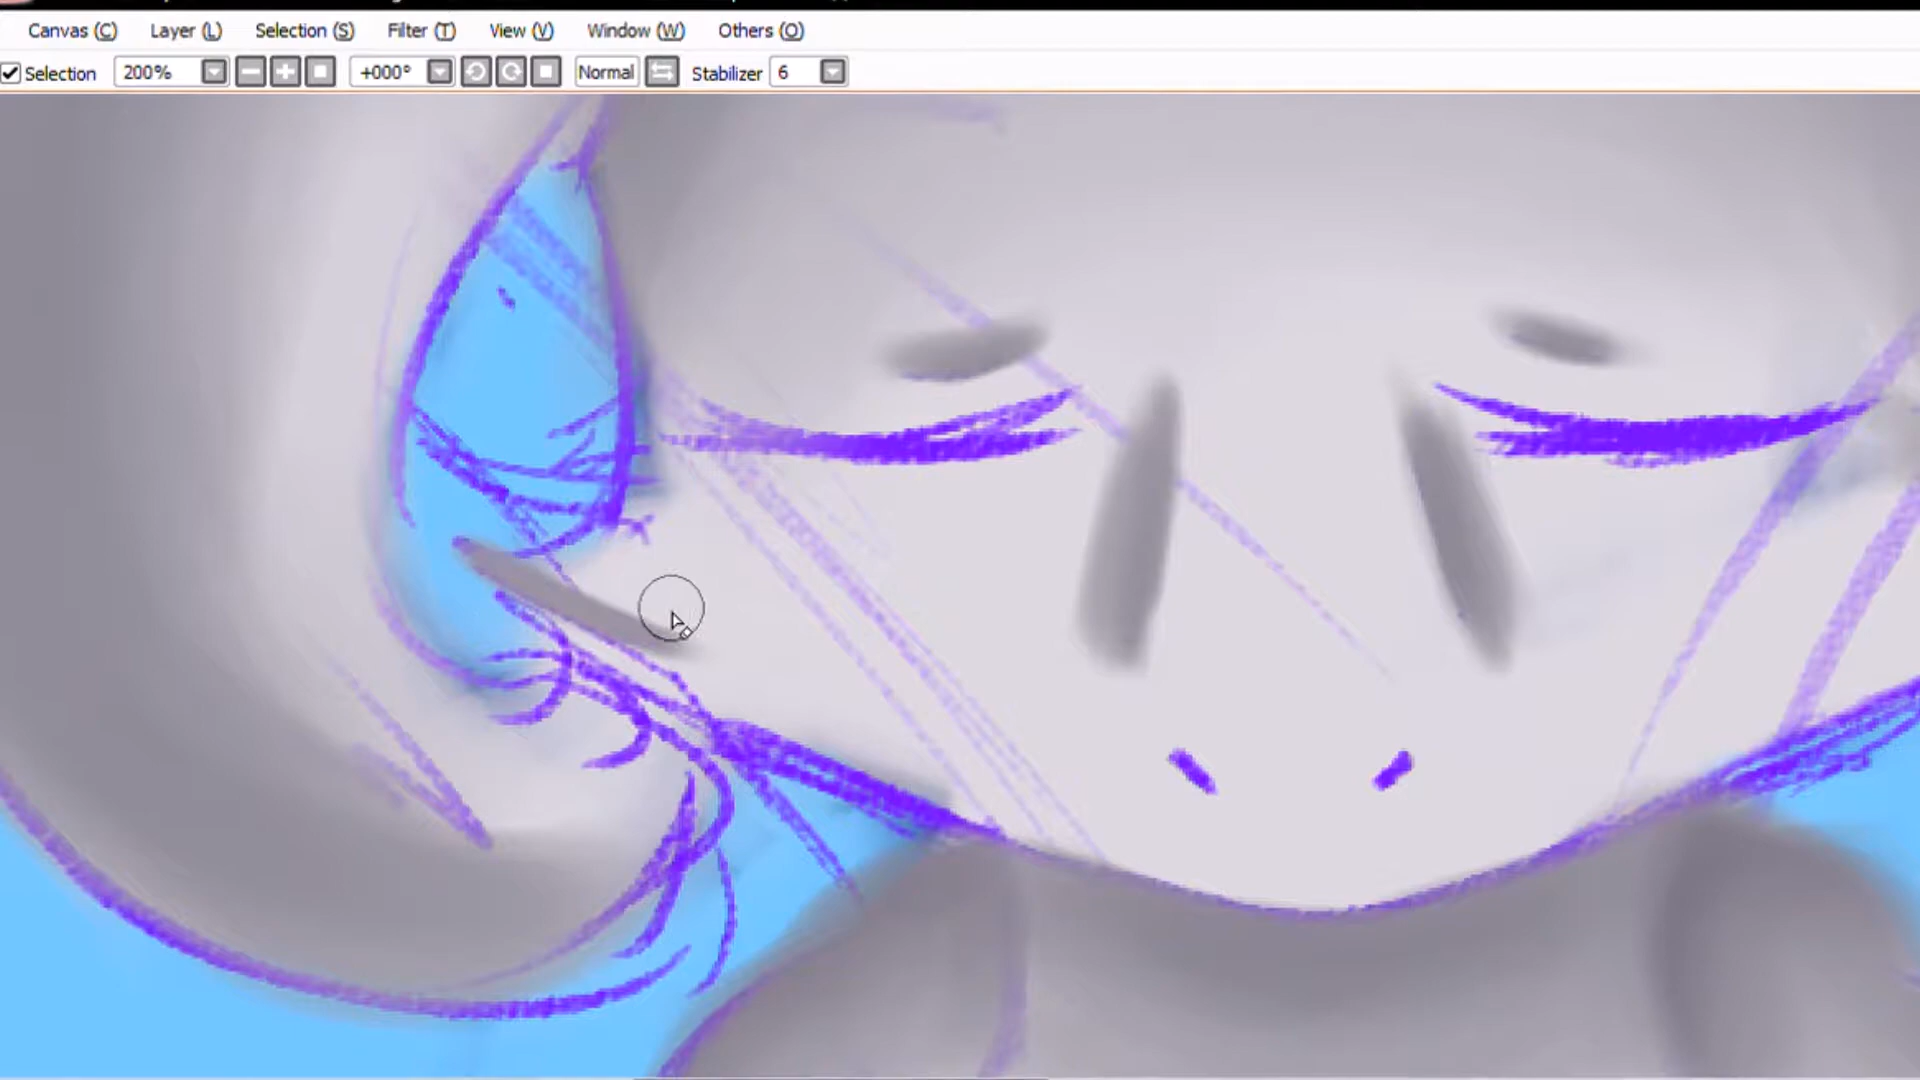 Canvas (C) Layer (L) Selection (S) Filter (T) View (V) Window (W) Others (O)
Selection 200% +000° Normal Stabilizer 6